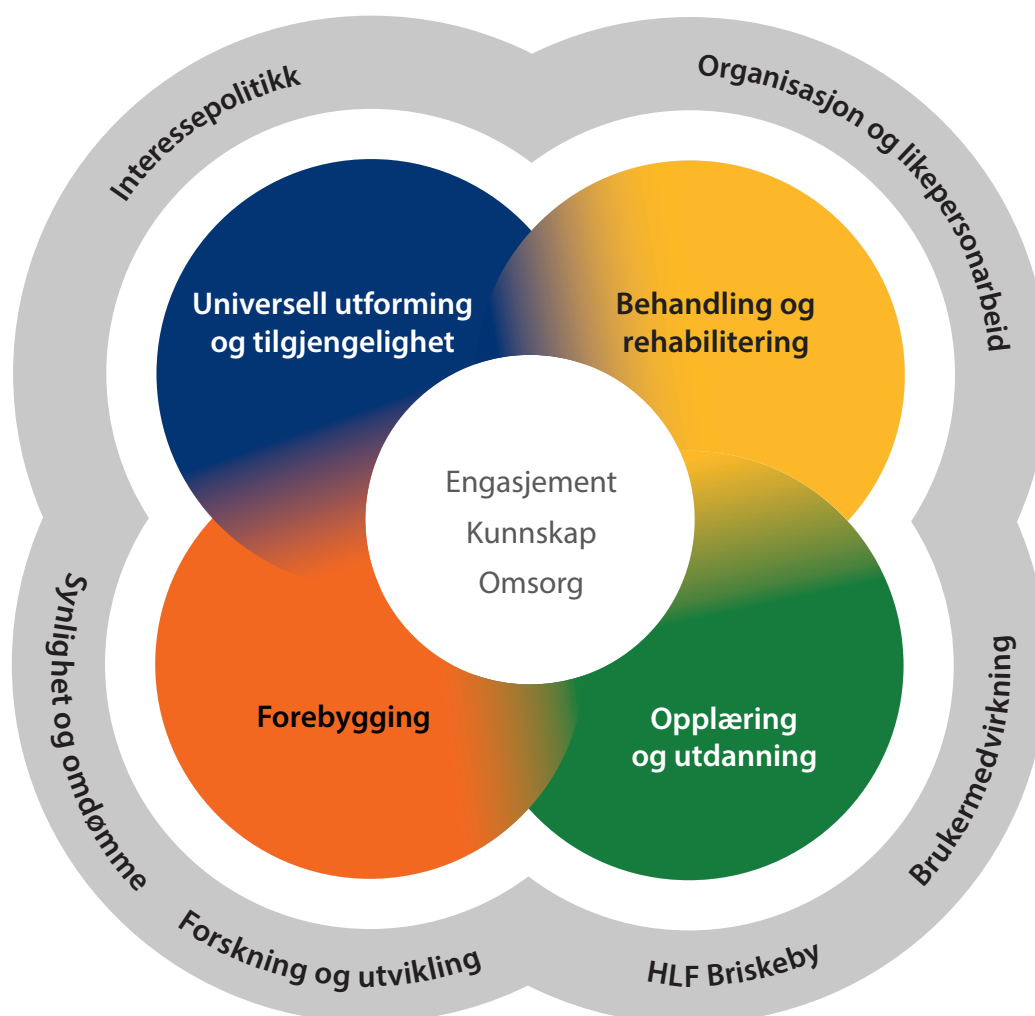 Interessepolitikk
Organisasjon og likepersonarbeid
Universell utforming
og tilgjengelighet
Behandling og
rehabilitering
Engasjement
Kunnskap
Omsorg
Forebygging
Opplæring
og utdanning
Synlighet og omdømme
Brukermedvirkning
Forskning og utvikling
HLF Briskeby